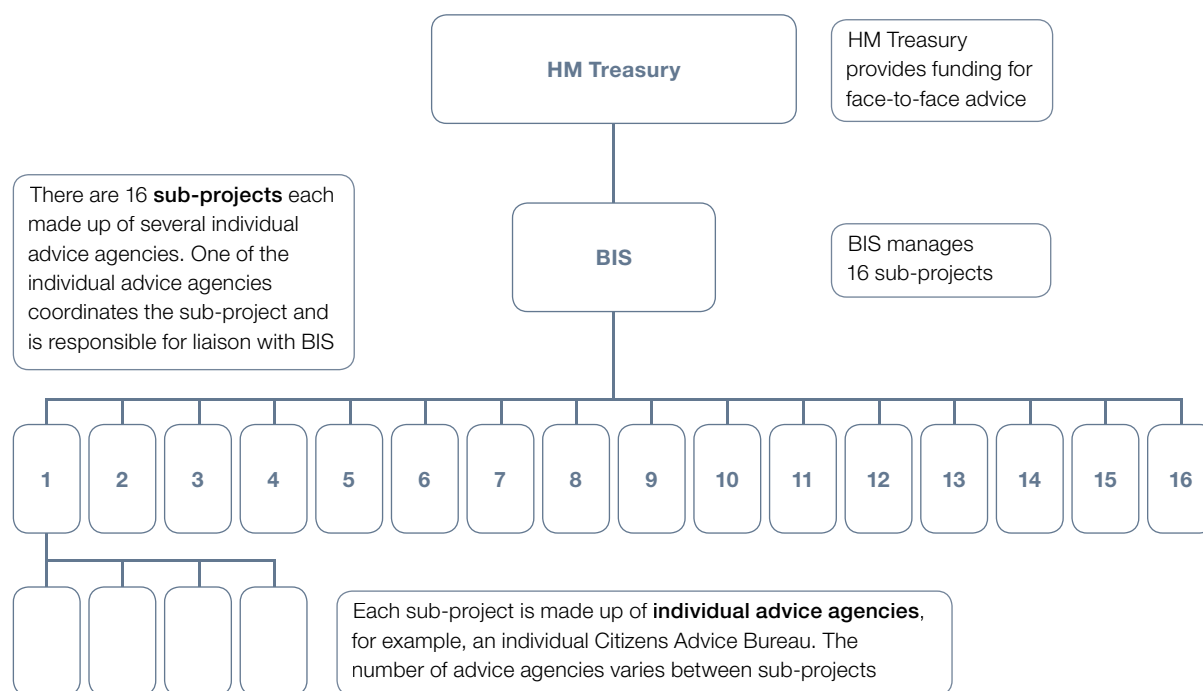 HM Treasury
HM Treasury
provides funding for
face-to-face advice
There are 16 sub-projects each
made up of several individual
advice agencies. One of the
individual advice agencies
coordinates the sub-project and
is responsible for liaison with BIS
BIS
BIS manages
16 sub-projects
1 2 3 4 5 6 7 8 9 10 11 12 13 14 15 16
Each sub-project is made up of individual advice agencies,
for example, an individual Citizens Advice Bureau. The
number of advice agencies varies between sub-projects